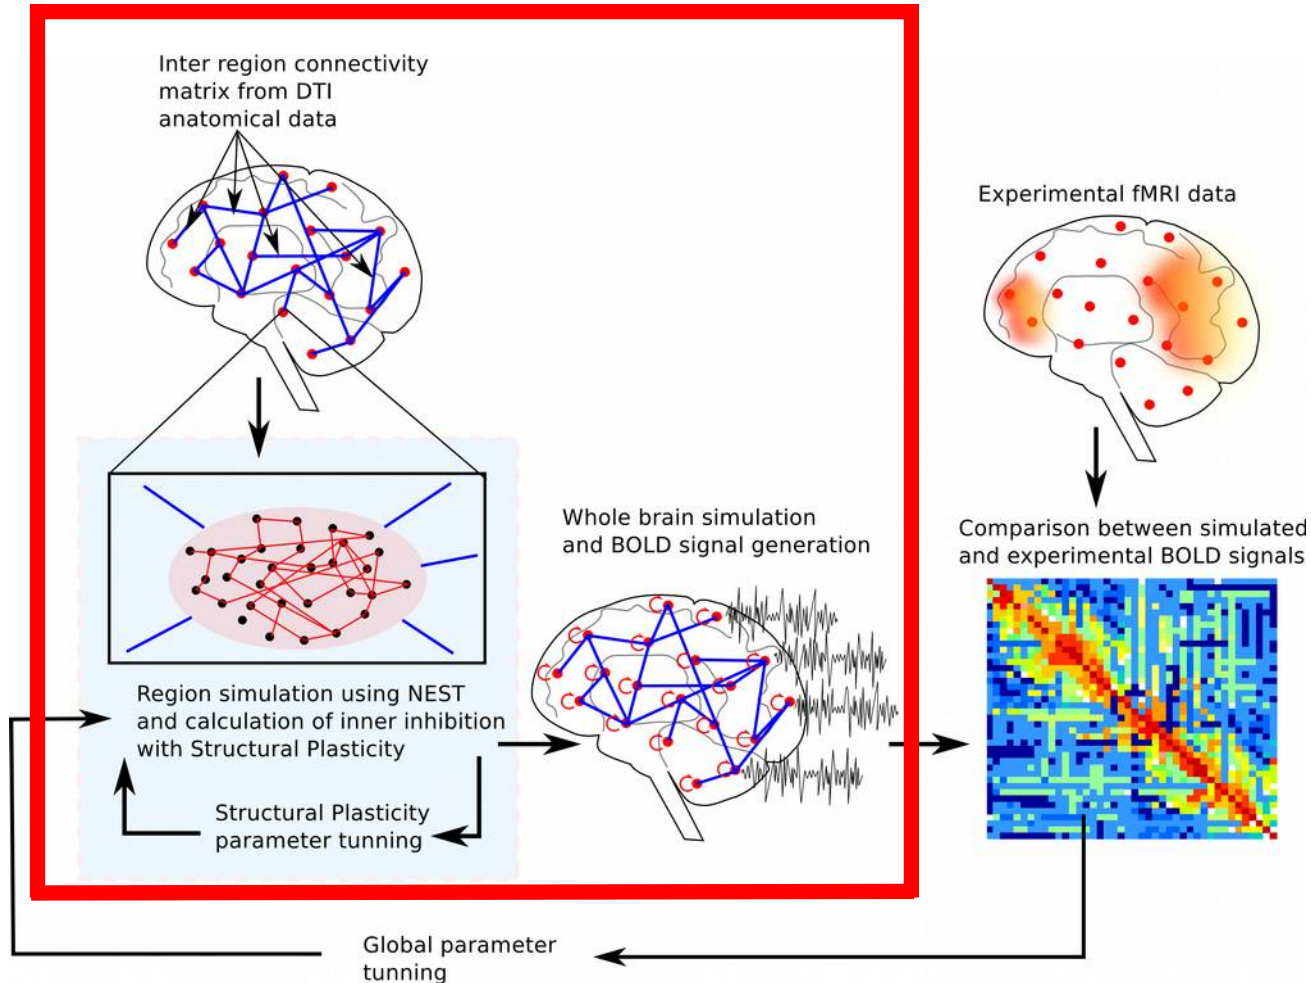 Inter region connectivity
matrix from DTI
anatomical data
Experimental fMRI data
Whole brain simulation
and BOLD signal generation
Comparison between simulated
and experimental BOLD signals
Region simulation using NEST
and calculation of inner inhibition
with Structural Plasticity
Structural Plasticity
parameter tunning
Global parameter
tunning